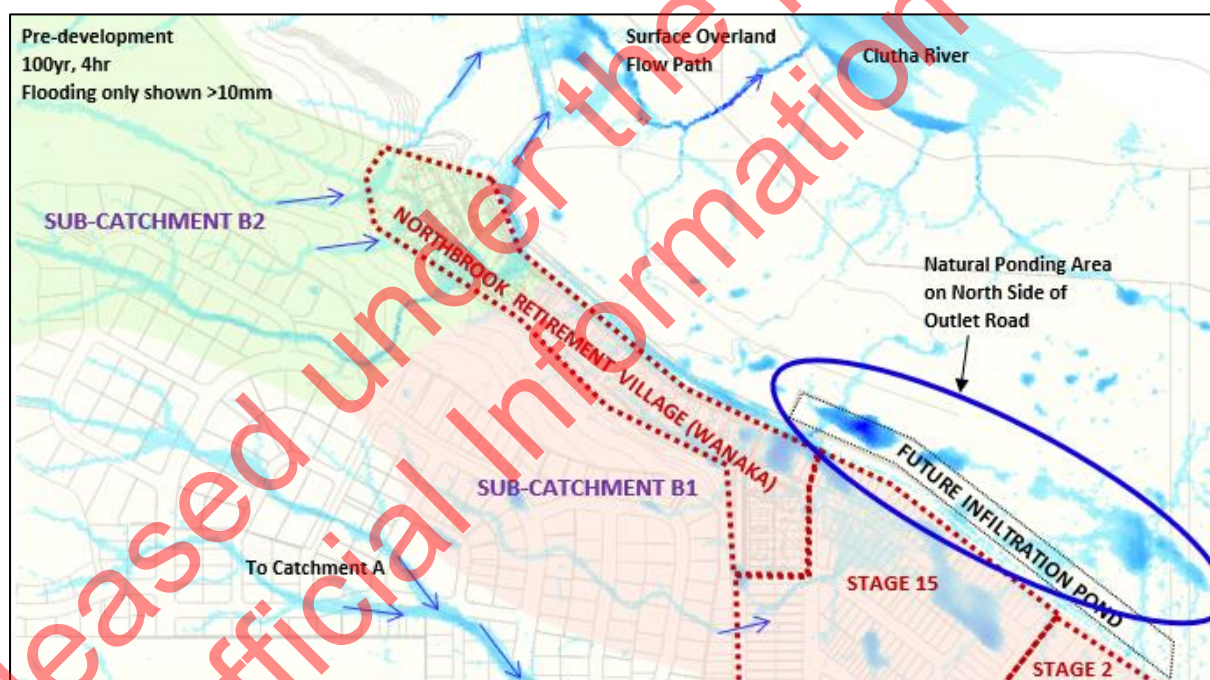 Pre-development
100yr, 4hr
Flooding only shown >10mm
Surface Overland
Flow Path
Clutha River
SUB-CATCHMENT B2
NORTHBROOK RETIREMENT VILLAGE (WANAKA)
Natural Ponding Area
on North Side of
Outlet Road
FUTURE INFILTRATION POND
SUB-CATCHMENT B1
To Catchment A
STAGE 15
STAGE 2
eased under the
fficial Information